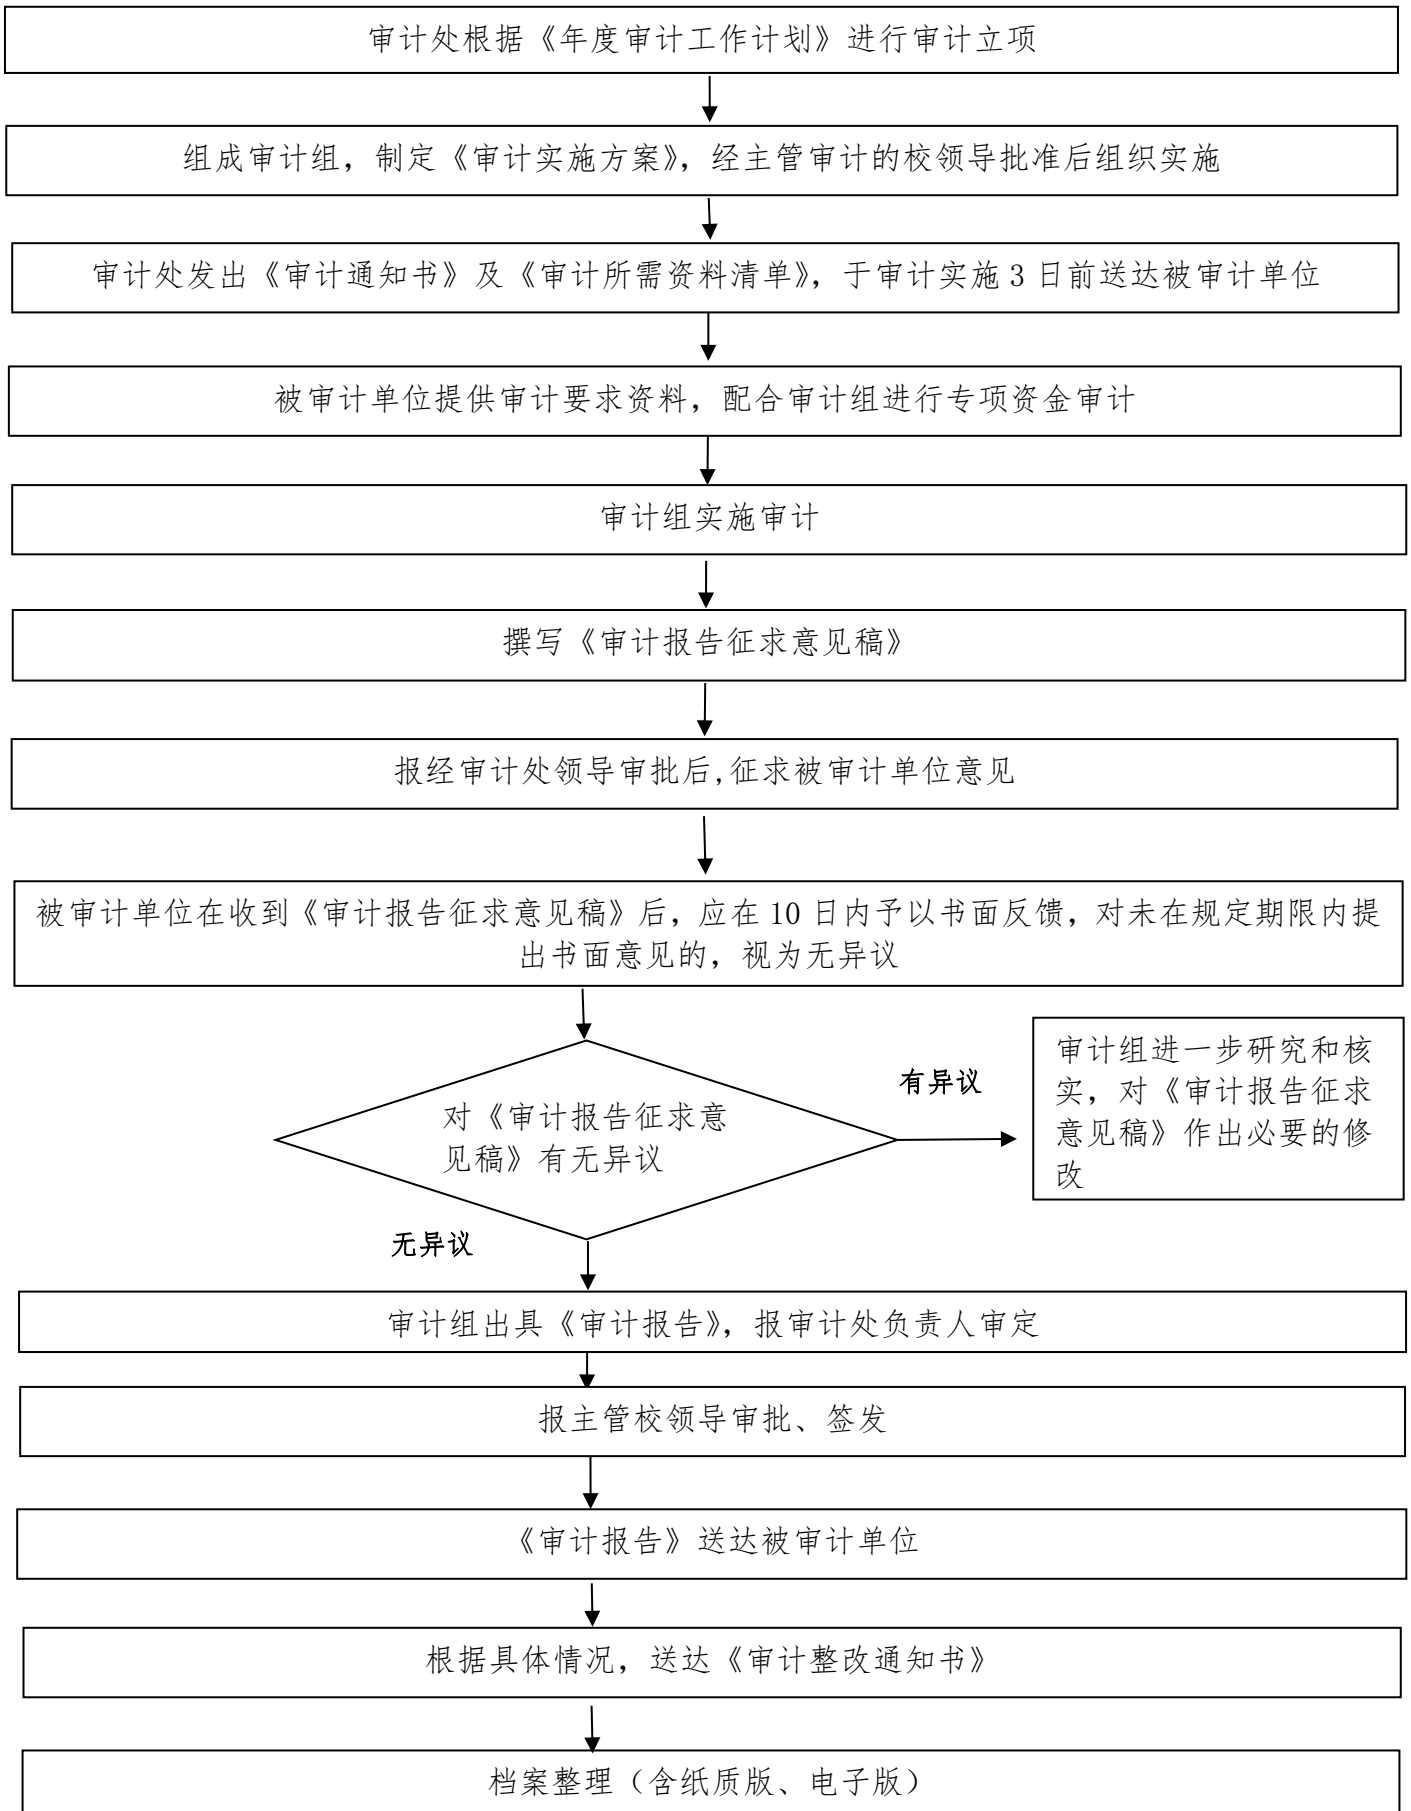 审计处根据《年度审计工作计划》进行审计立项
组成审计组，制定《审计实施方案》，经主管审计的校领导批准后组织实施
审计处发出《审计通知书》及《审计所需资料清单》，于审计实施 3 日前送达被审计单位
被审计单位提供审计要求资料，配合审计组进行专项资金审计
审计组实施审计
撰写《审计报告征求意见稿》
报经审计处领导审批后,征求被审计单位意见
被审计单位在收到《审计报告征求意见稿》后，应在 10 日内予以书面反馈，对未在规定期限内提
出书面意见的，视为无异议
对《审计报告征求意
见稿》有无异议
有异议
审计组进一步研究和核
实，对《审计报告征求
意见稿》作出必要的修
改
无异议
审计组出具《审计报告》，报审计处负责人审定
报主管校领导审批、签发
《审计报告》送达被审计单位
根据具体情况，送达《审计整改通知书》
档案整理（含纸质版、电子版）